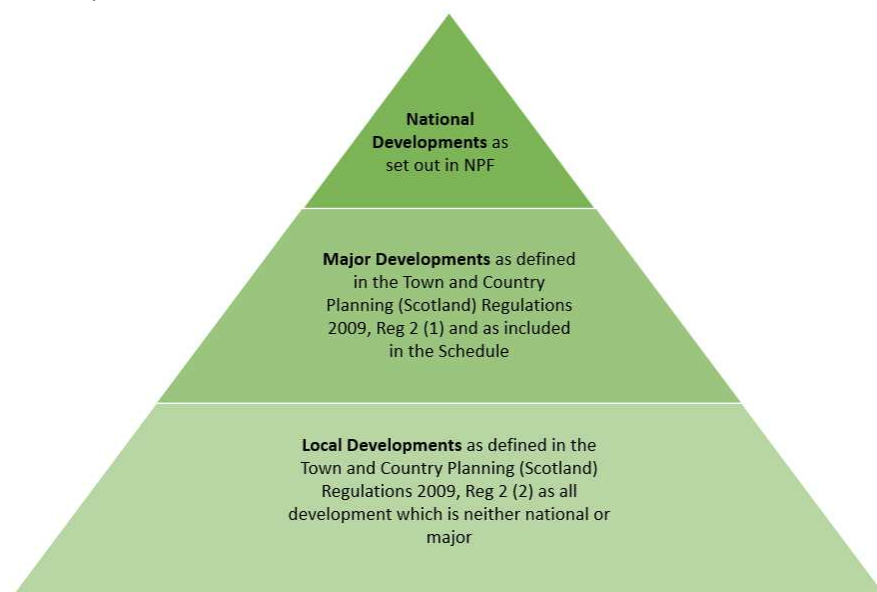 National
Developments as
set out in NPF
Major Developments as defined
in the Town and Country
Planning (Scotland) Regulations
2009, Reg 2 (1) and as included
in the Schedule
Local Developments as defined in the
Town and Country Planning (Scotland)
Regulations 2009, Reg 2 (2) as all
development which is neither national or
major